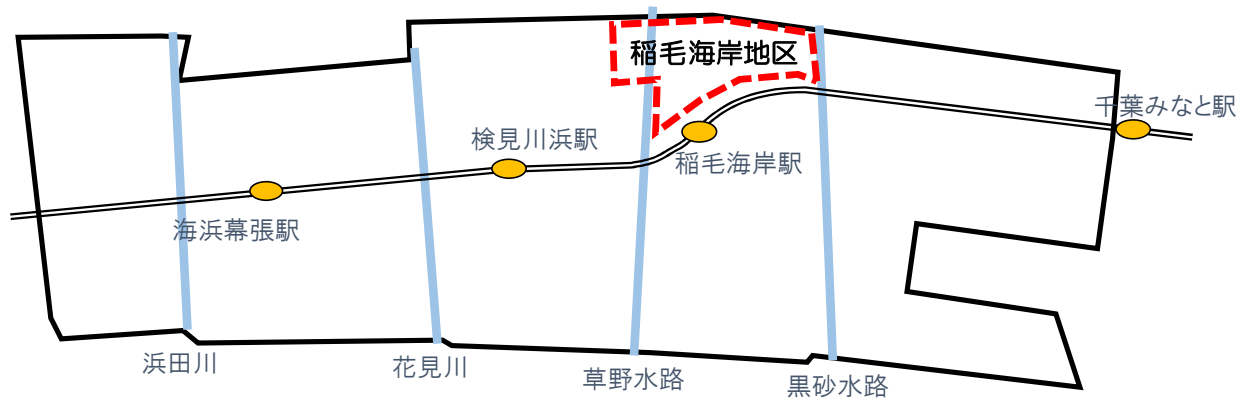 稲毛海岸地区
千葉みなと駅
検見川浜駅
稲毛海岸駅
海浜幕張駅
浜田川
花見川
草野水路
黒砂水路